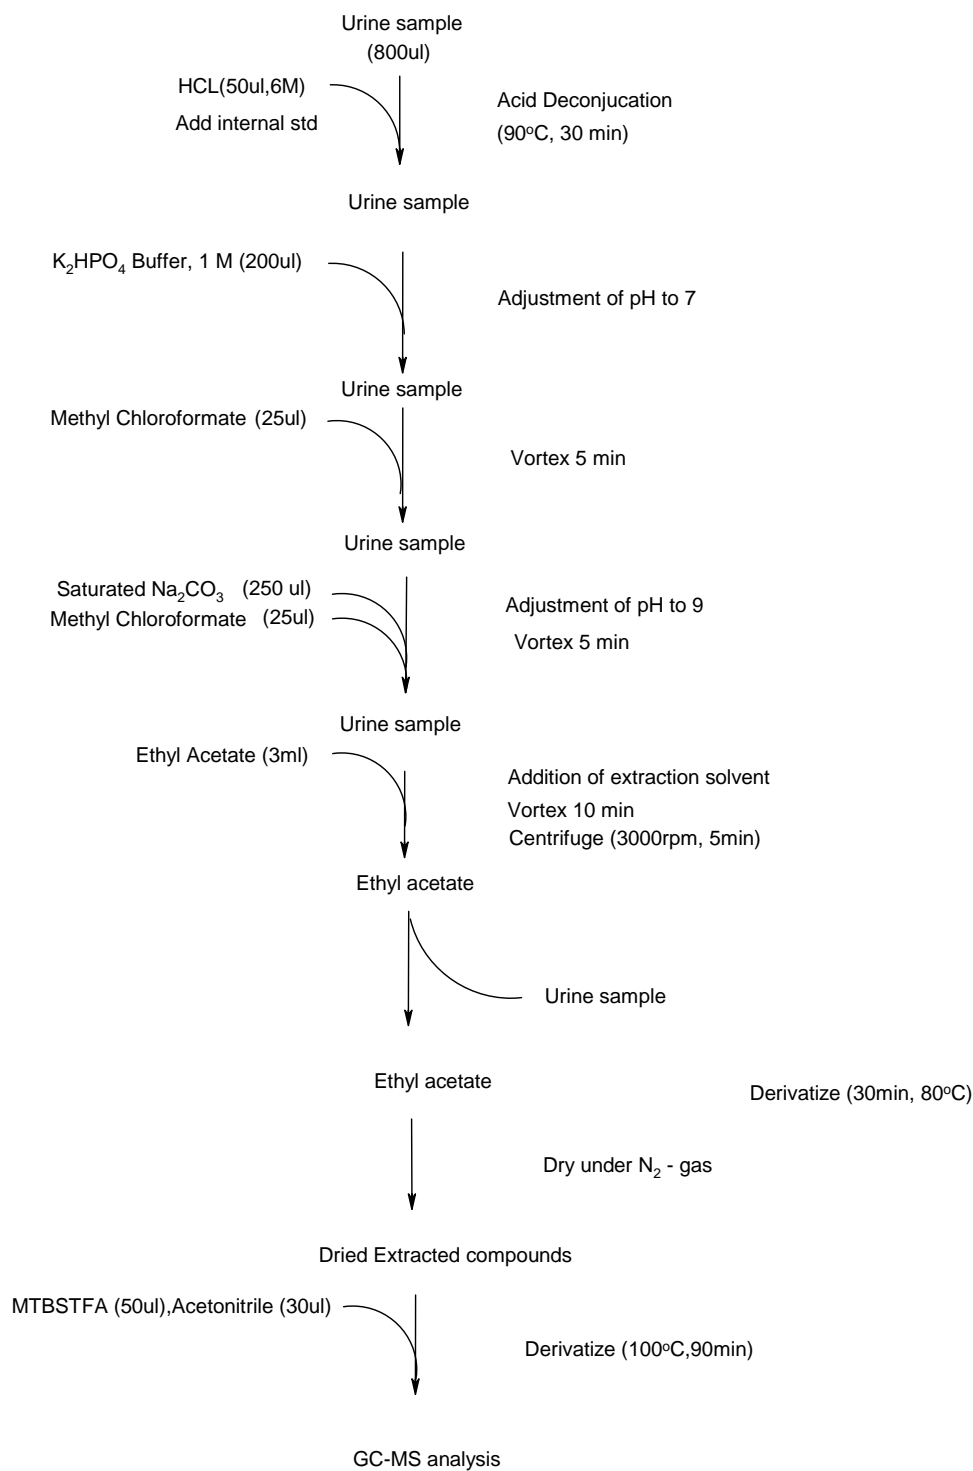 Urine sample
(800ul)
HCL(50ul,6M)
Add internal std
Acid Deconjucation
(90°C, 30 min)
Urine sample
K₂HPO₄ Buffer, 1 M (200ul)
Adjustment of pH to 7
Urine sample
Methyl Chloroformate (25ul)
Vortex 5 min
Urine sample
Saturated Na₂CO₃ (250 ul)
Methyl Chloroformate (25ul)
Adjustment of pH to 9
Vortex 5 min
Urine sample
Ethyl Acetate (3ml)
Addition of extraction solvent
Vortex 10 min
Centrifuge (3000rpm, 5min)
Ethyl acetate
Urine sample
Ethyl acetate
Derivatize (30min, 80°C)
Dry under N₂ - gas
Dried Extracted compounds
MTBSTFA (50ul),Acetonitrile (30ul)
Derivatize (100°C,90min)
GC-MS analysis